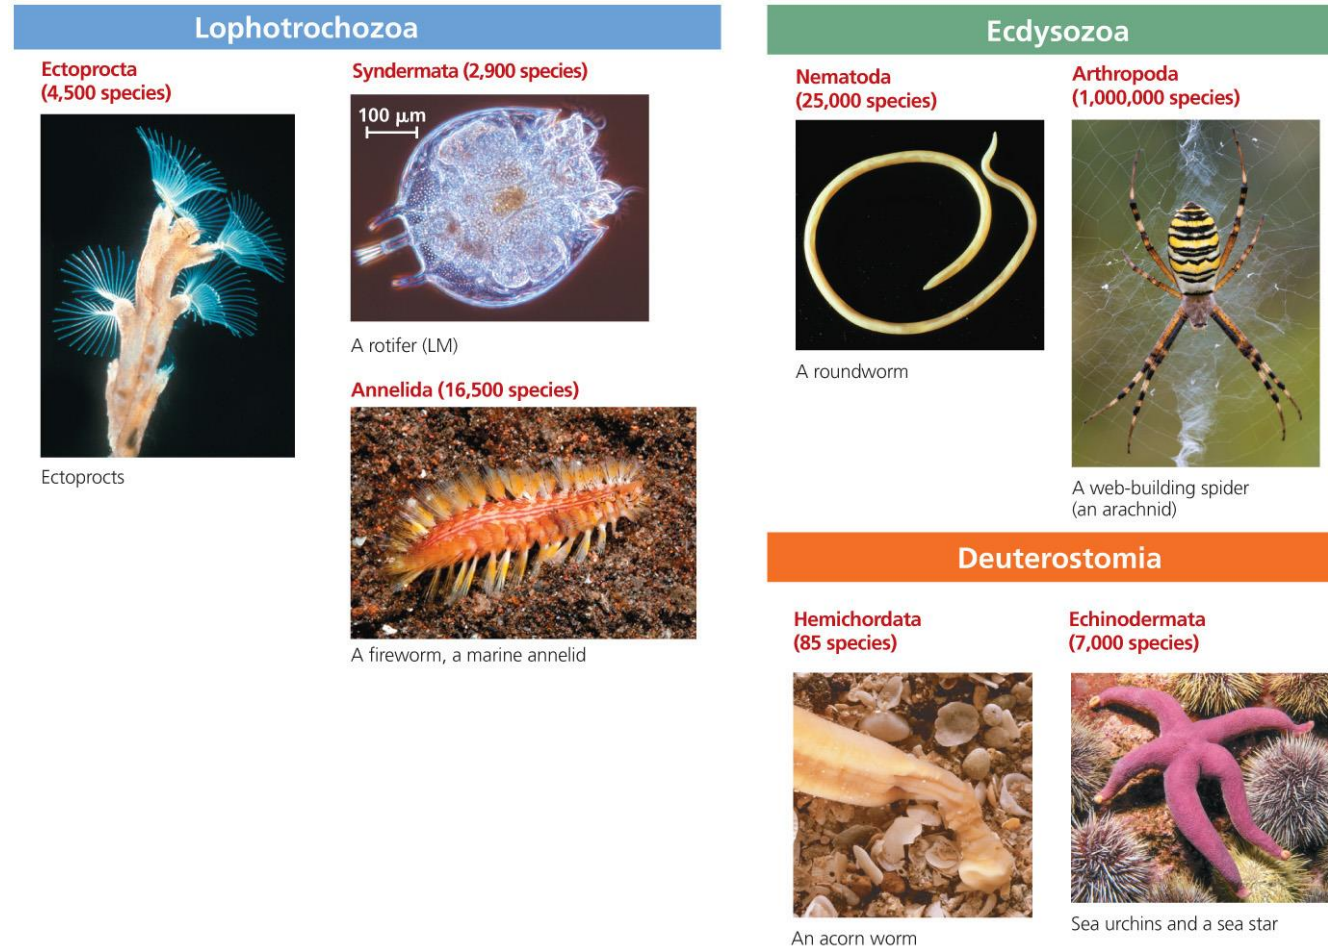 Lophotrochozoa
Ectoprocta
(4,500 species)
Ectoprocts
Syndermata (2,900 species)
100 µm
A rotifer (LM)
Annelida (16,500 species)
A fireworm, a marine annelid
Ecdysozoa
Nematoda
(25,000 species)
A roundworm
Arthropoda
(1,000,000 species)
A web-building spider
(an arachnid)
Deuterostomia
Hemichordata
(85 species)
An acorn worm
Echinodermata
(7,000 species)
Sea urchins and a sea star